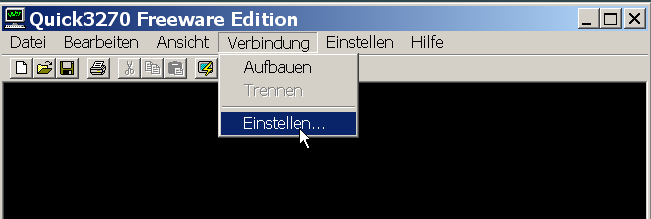 Quick3270 Freeware Edition
Datei Bearbeiten Ansicht Verbindung Einstellen Hilfe
Aufbauen
Trennen
Einstellen...